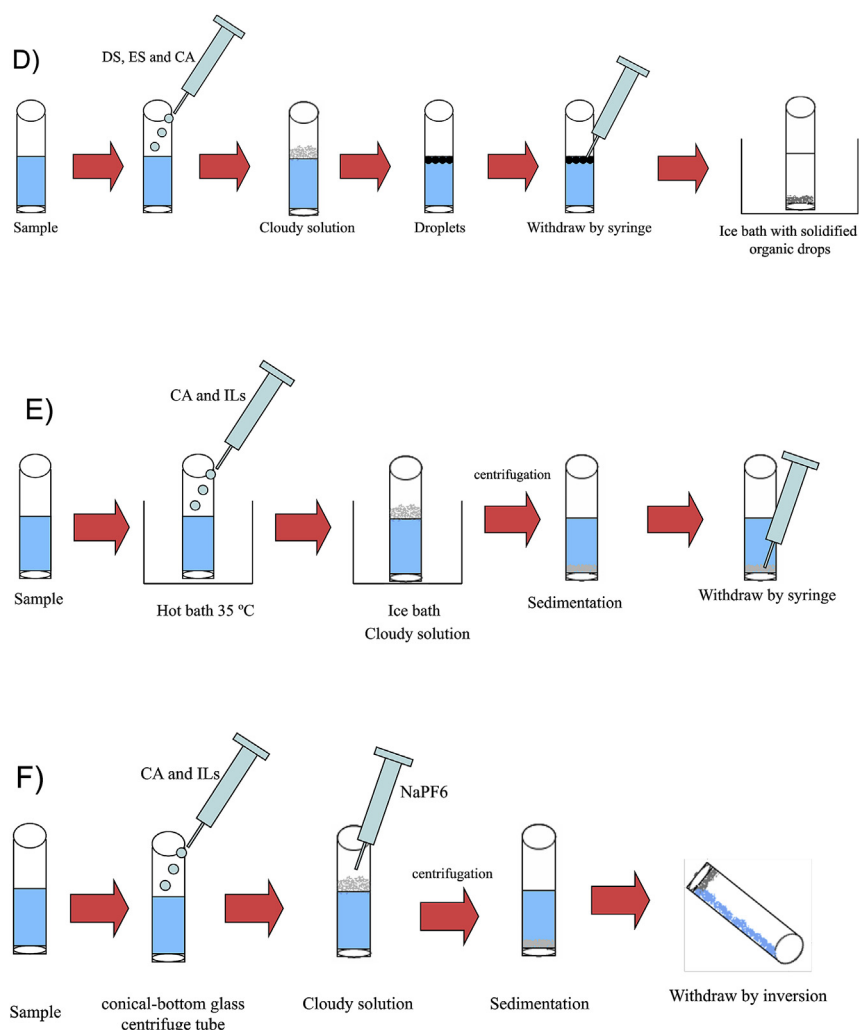 D)
DS, ES and CA
Sample
Cloudy solution
Droplets
Withdraw by syringe
Ice bath with solidified
organic drops
E)
CA and ILs
centrifugation
Sample
Hot bath 35 ºC
Ice bath
Cloudy solution
Sedimentation
Withdraw by syringe
F)
CA and ILs
NaPF6
centrifugation
Sample
conical-bottom glass
centrifuge tube
Cloudy solution
Sedimentation
Withdraw by inversion